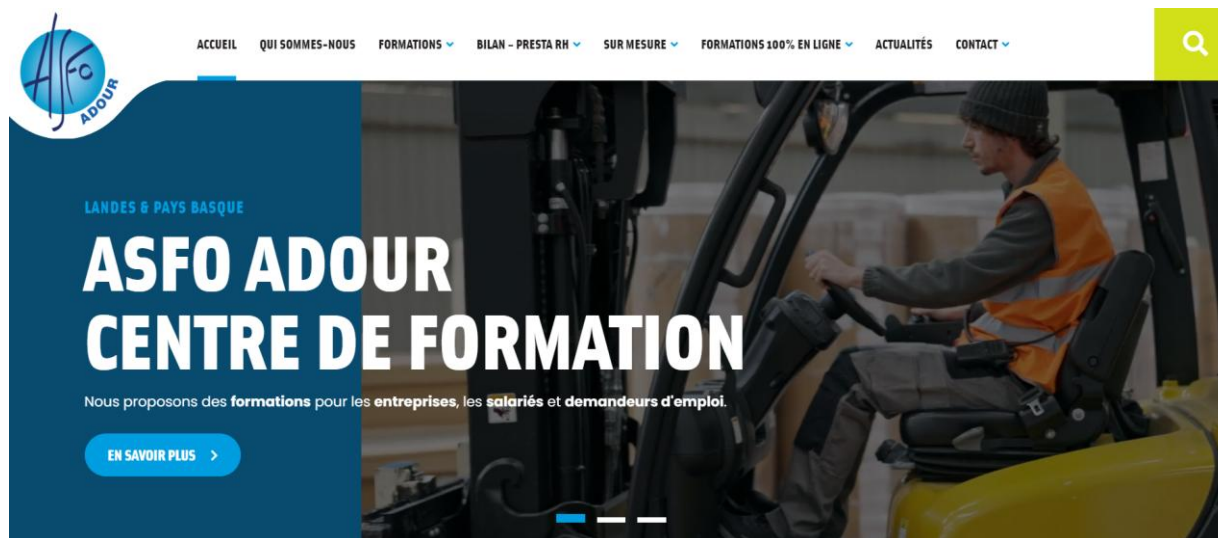 ASFO
ADOUR
ACCUEIL
QUI SOMMES-NOUS
FORMATIONS
BILAN – PRESTA RH
SUR MESURE
FORMATIONS 100% EN LIGNE
ACTUALITÉS
CONTACT
LANDES & PAYS BASQUE
ASFO ADOUR
CENTRE DE FORMATION
Nous proposons des formations pour les entreprises, les salariés et demandeurs d'emploi.
EN SAVOIR PLUS